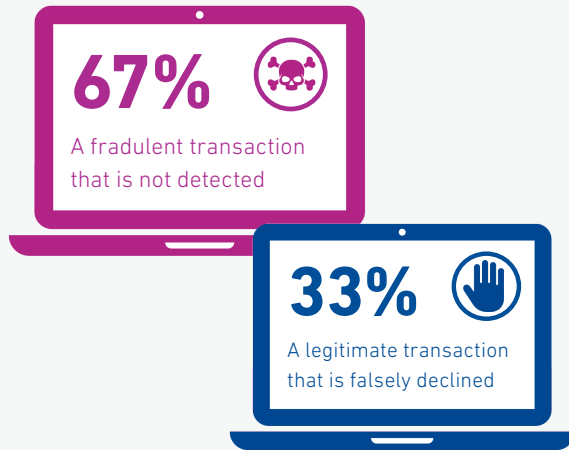 67%
A fradulent transaction
that is not detected
33%
A legitimate transaction
that is falsely declined